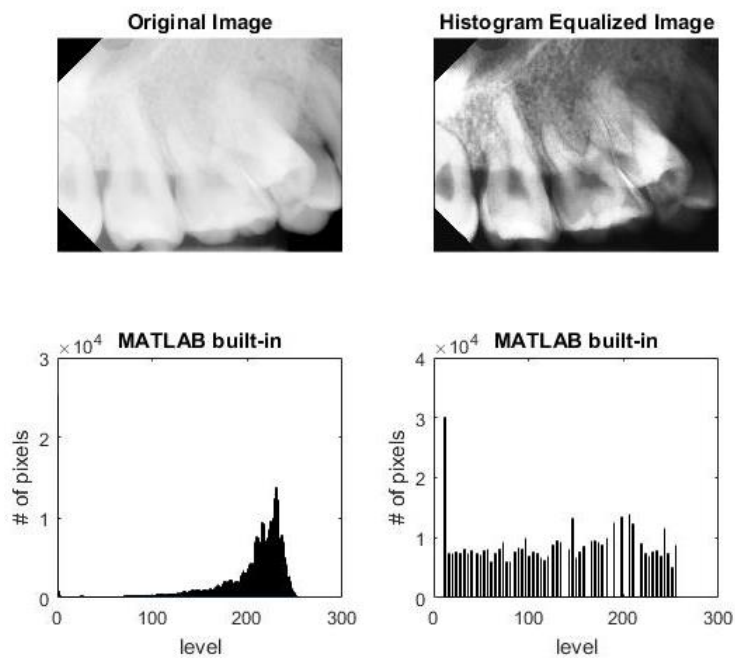 Original Image
Histogram Equalized Image
MATLAB built-in
×10^4
3
2
1
0
# of pixels
0 100 200 300
level
MATLAB built-in
×10^4
4
3
2
1
0
# of pixels
0 100 200 300
level